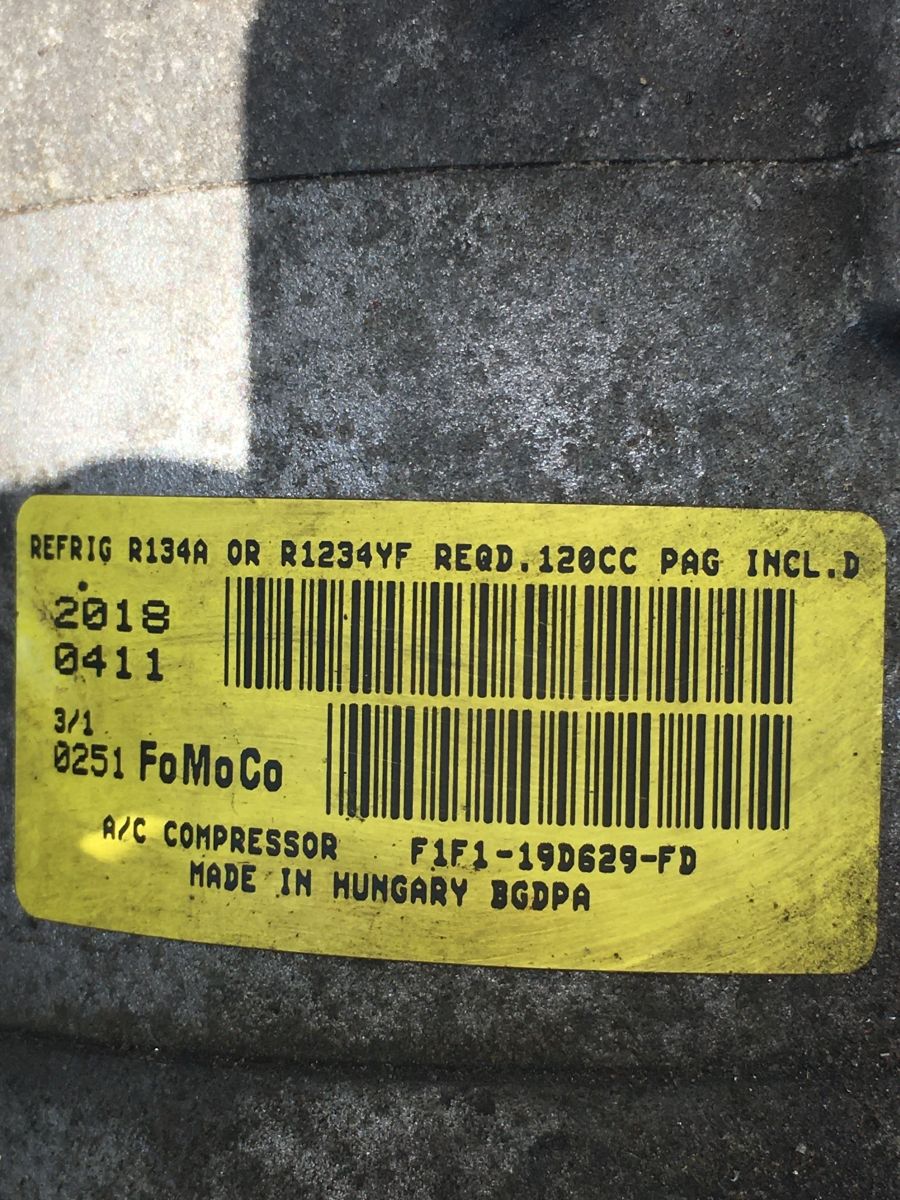 REFRIG R134A OR R1234YF REQD.120CC PAG INCL.D
2018
0411
3/1
0251 FoMoCo
A/C COMPRESSOR F1F1-19D629-FD
MADE IN HUNGARY BGDPA